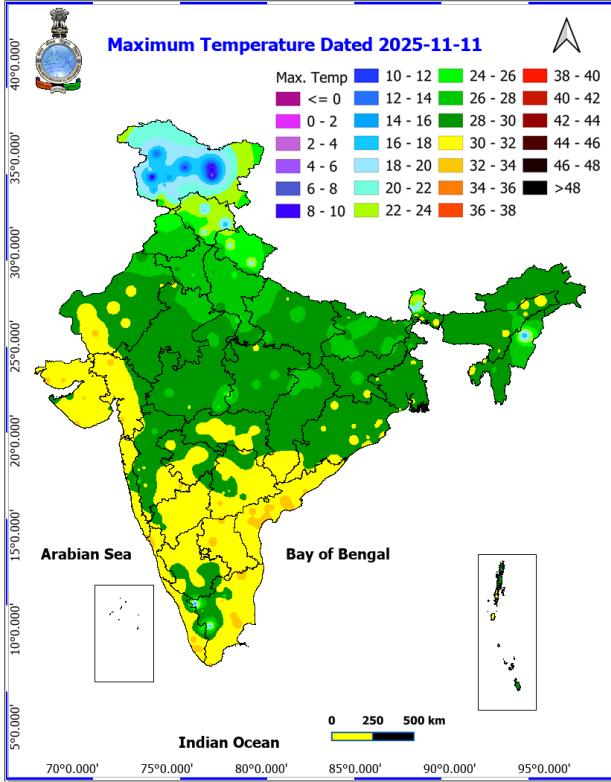 Maximum Temperature Dated 2025-11-11
Max. Temp
<= 0
0 - 2
2 - 4
4 - 6
6 - 8
8 - 10
10 - 12
12 - 14
14 - 16
16 - 18
18 - 20
20 - 22
22 - 24
24 - 26
26 - 28
28 - 30
30 - 32
32 - 34
34 - 36
36 - 38
38 - 40
40 - 42
42 - 44
44 - 46
46 - 48
>48
40°0.000'
35°0.000'
30°0.000'
25°0.000'
20°0.000'
15°0.000'
10°0.000'
5°0.000'
Arabian Sea
Bay of Bengal
Indian Ocean
0 250 500 km
70°0.000' 75°0.000' 80°0.000' 85°0.000' 90°0.000' 95°0.000'